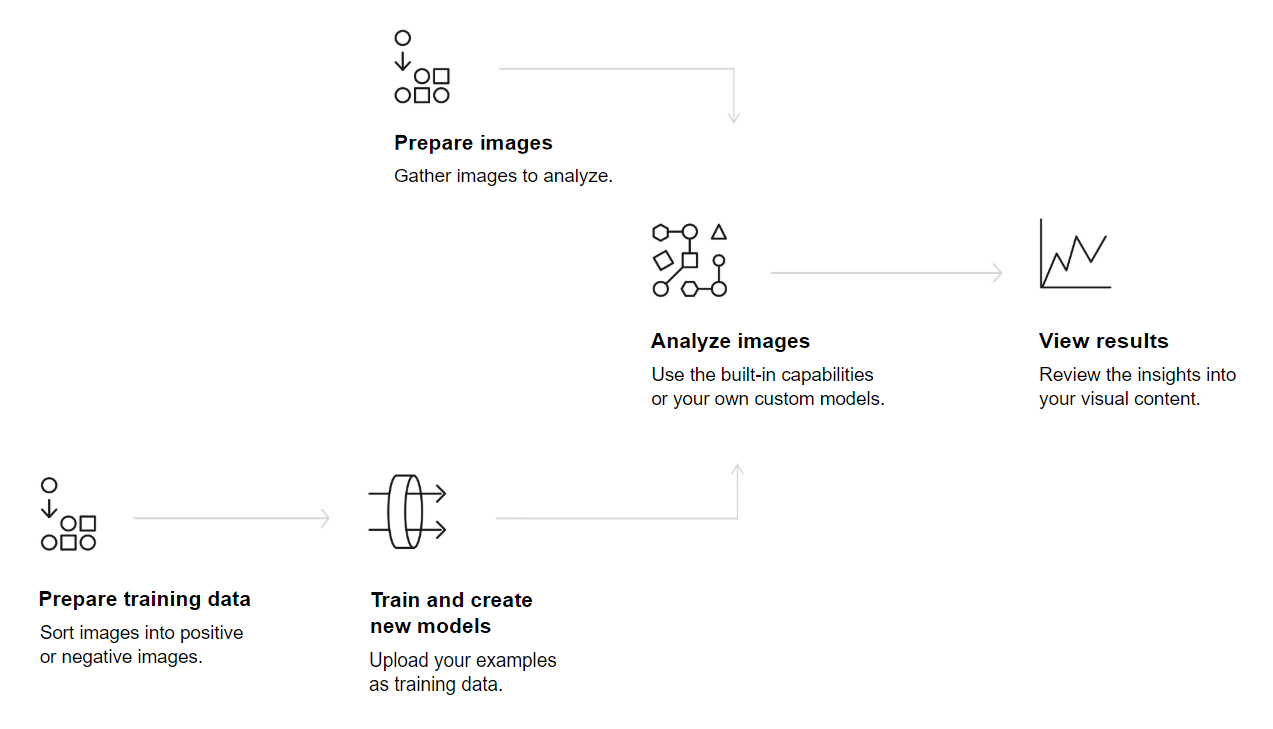 Prepare images
Gather images to analyze.
Analyze images
Use the built-in capabilities
or your own custom models.
View results
Review the insights into
your visual content.
Prepare training data
Sort images into positive
or negative images.
Train and create
new models
Upload your examples
as training data.